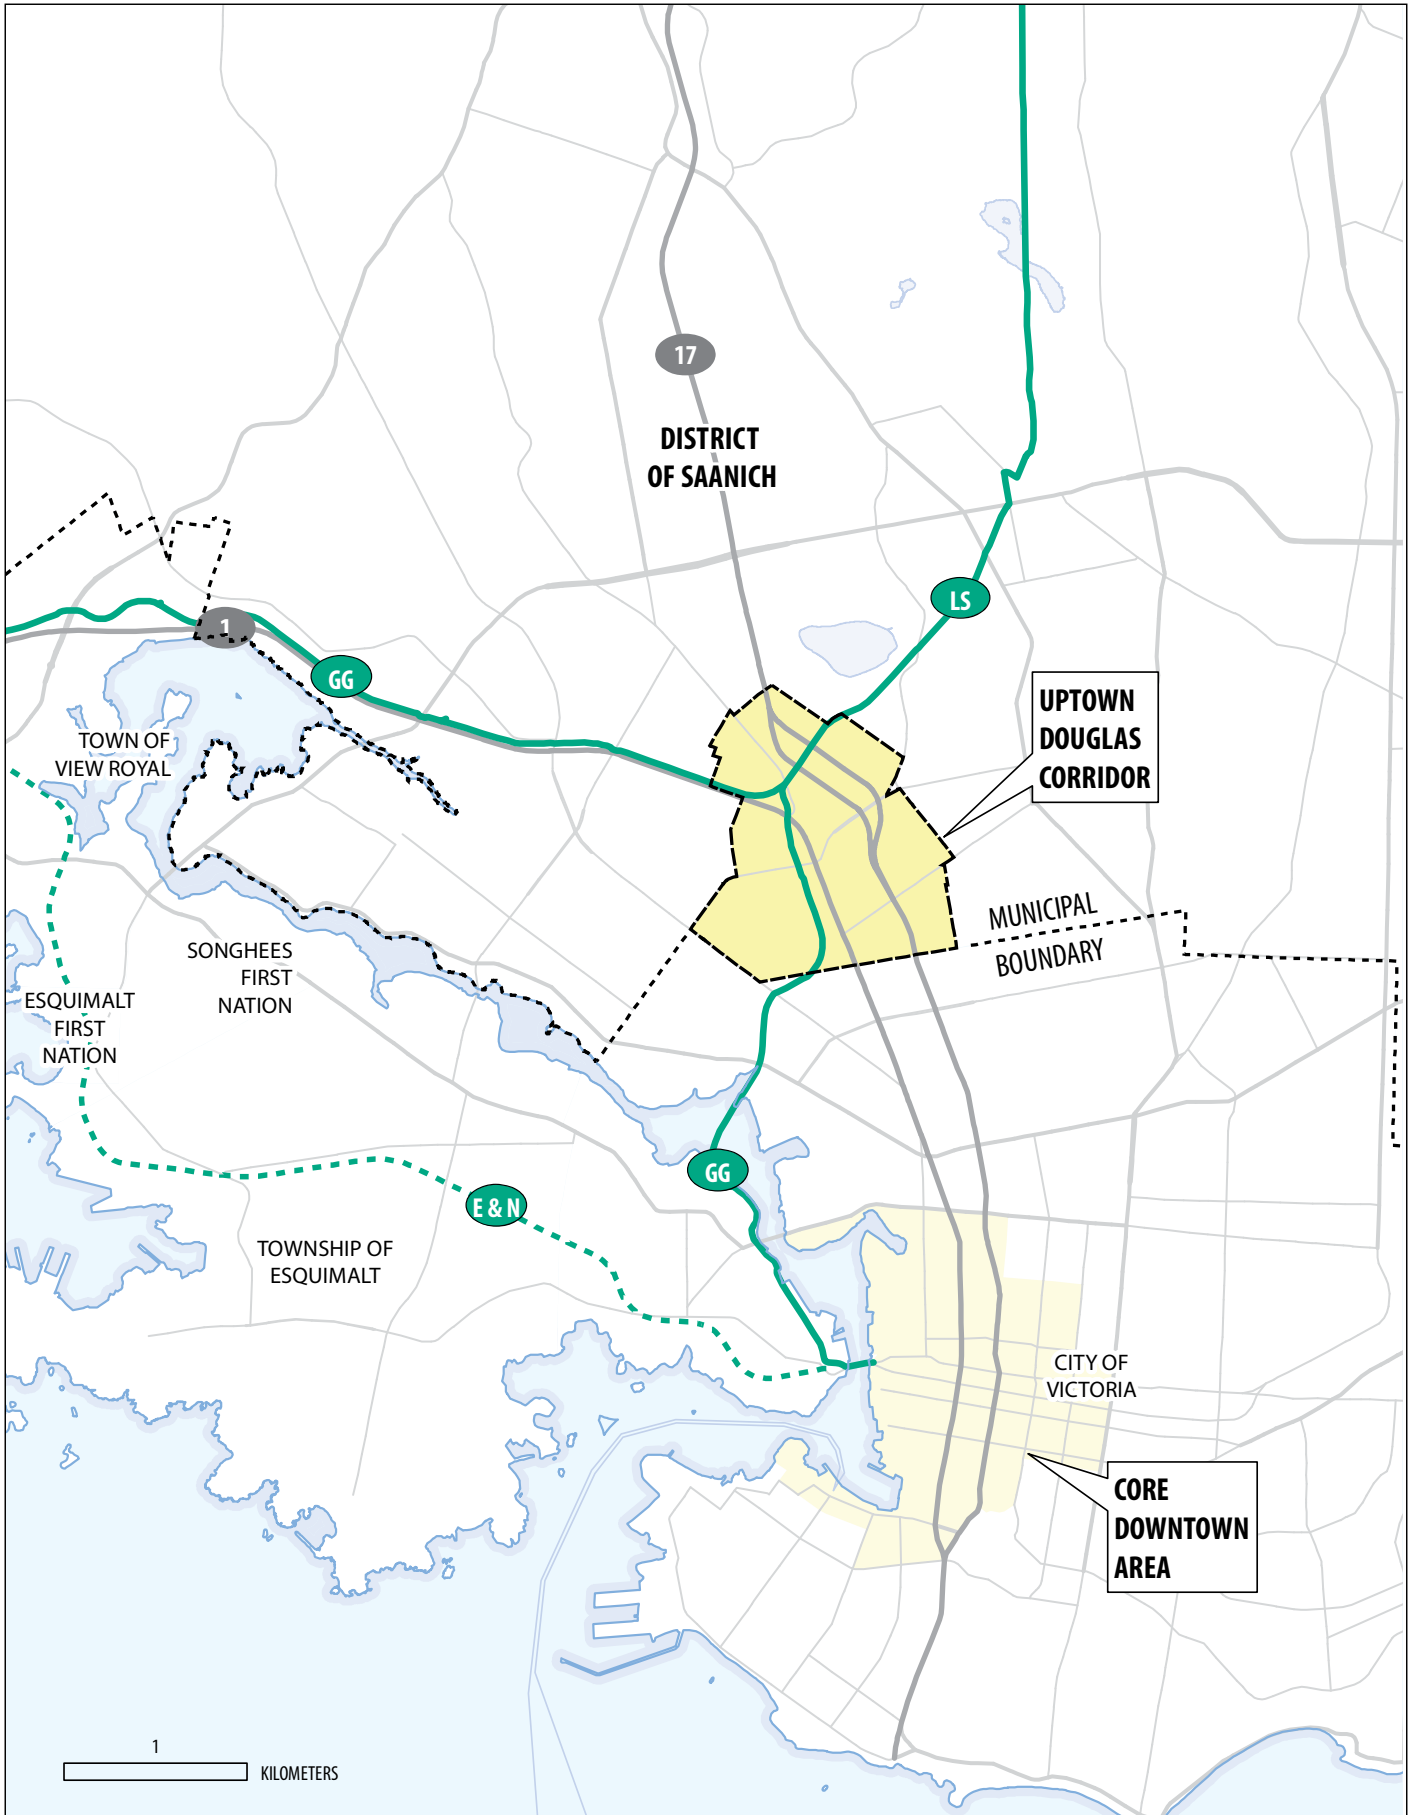 17
DISTRICT
OF SAANICH
LS
1
GG
UPTOWN
DOUGLAS
CORRIDOR
TOWN OF
VIEW ROYAL
MUNICIPAL
BOUNDARY
SONGHEES
FIRST
NATION
ESQUIMALT
FIRST
NATION
GG
E & N
TOWNSHIP OF
ESQUIMALT
CITY OF
VICTORIA
CORE
DOWNTOWN
AREA
1
KILOMETERS